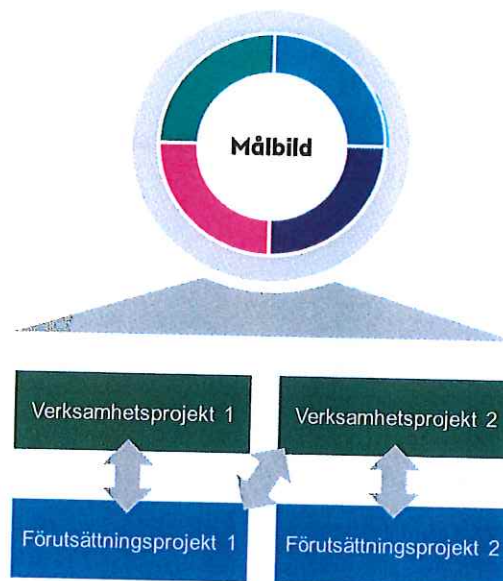 Målbild
Verksamhetsprojekt 1
Verksamhetsprojekt 2
Förutsättningsprojekt 1
Förutsättningsprojekt 2